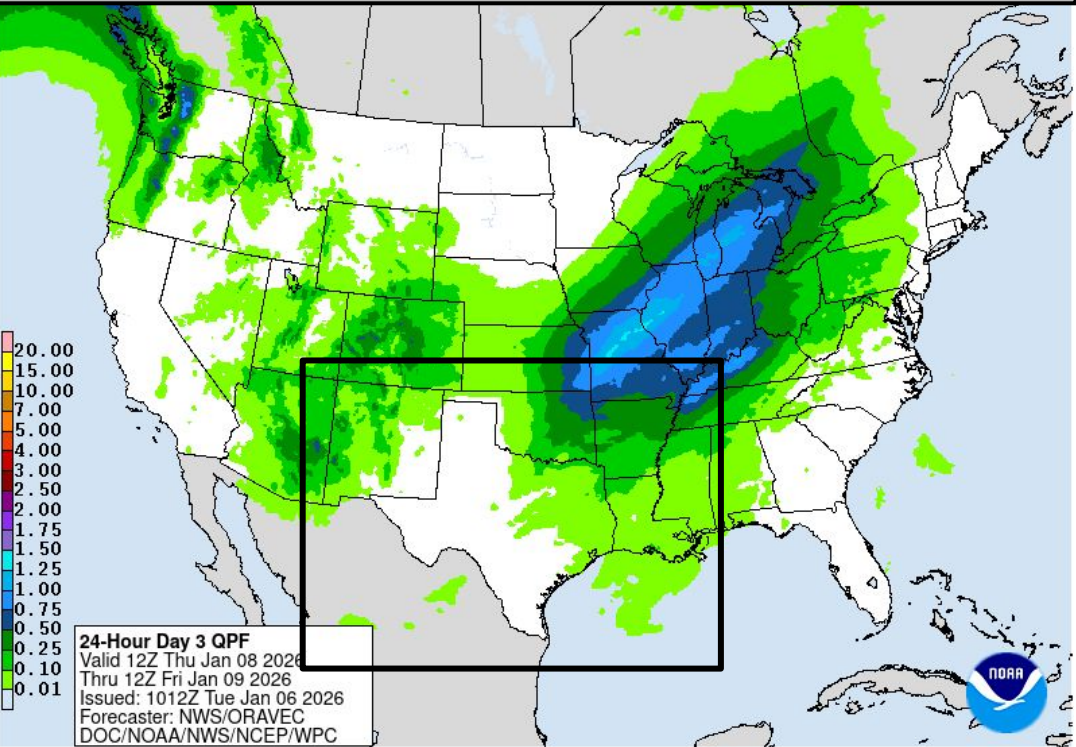 20.00
15.00
10.00
7.00
5.00
4.00
3.00
2.50
2.00
1.75
1.50
1.25
1.00
0.75
0.50
0.25
0.10
0.01
24-Hour Day 3 QPF
Valid 12Z Thu Jan 08 2026
Thru 12Z Fri Jan 09 2026
Issued: 1012Z Tue Jan 06 2026
Forecaster: NWS/ORAVEC
DOC/NOAA/NWS/NCEP/WPC
NOAA